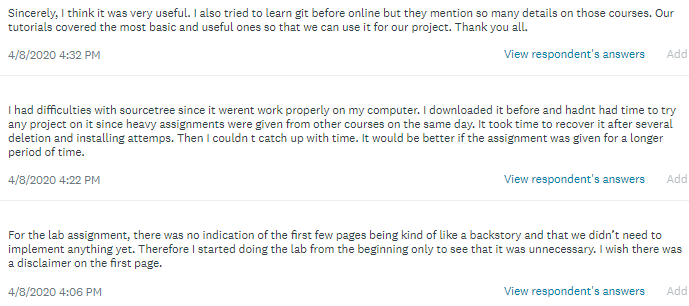 Sincerely, I think it was very useful. I also tried to learn git before online but they mention so many details on those courses. Our
tutorials covered the most basic and useful ones so that we can use it for our project. Thank you all.
4/8/2020 4:32 PM View respondent's answers Add
I had difficulties with sourcetree since it werent work properly on my computer. I downloaded it before and hadnt had time to try
any project on it since heavy assignments were given from other courses on the same day. It took time to recover it after several
deletion and installing attemps. Then I couldn t catch up with time. It would be better if the assignment was given for a longer
period of time.
4/8/2020 4:22 PM View respondent's answers Add
For the lab assignment, there was no indication of the first few pages being kind of like a backstory and that we didn't need to
implement anything yet. Therefore I started doing the lab from the beginning only to see that it was unnecessary. I wish there was
a disclaimer on the first page.
4/8/2020 4:06 PM View respondent's answers Add